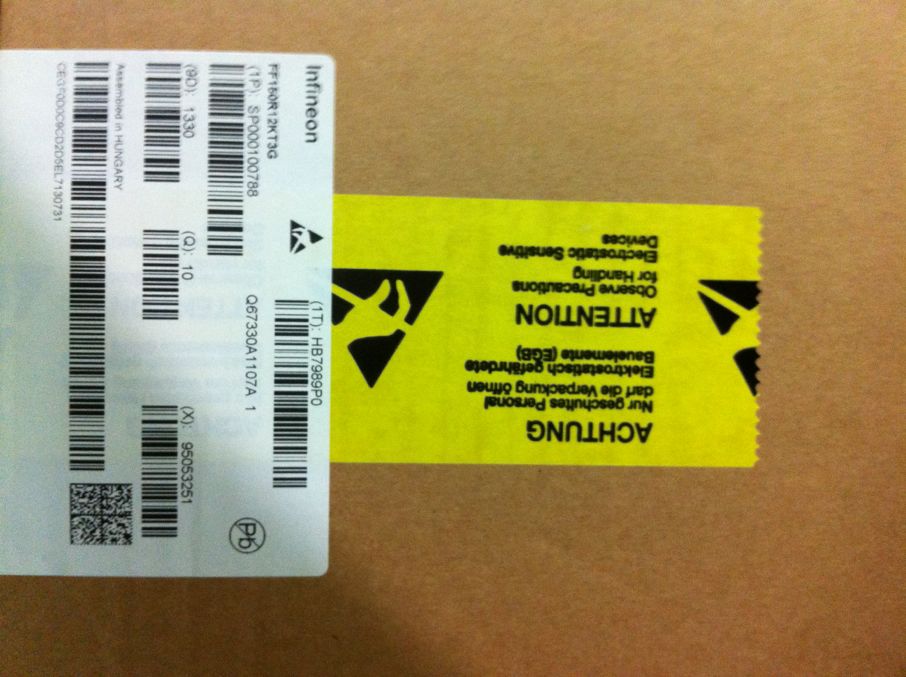 Infineon
FF150R12KT3G
(1P): SP000100788
(1T): HB7989P0
(9D): 1330
(Q): 10
Q67330A1107A 1
(X): 95053251
Assembled in HUNGARY
Pb
ACHTUNG
Nur geschultes Personal
darf die Verpackung öffnen
Elektrostatisch gefährdete
Bauelemente (EGB)
ATTENTION
Observe Precautions
for Handling
Electrostatic Sensitive
Devices